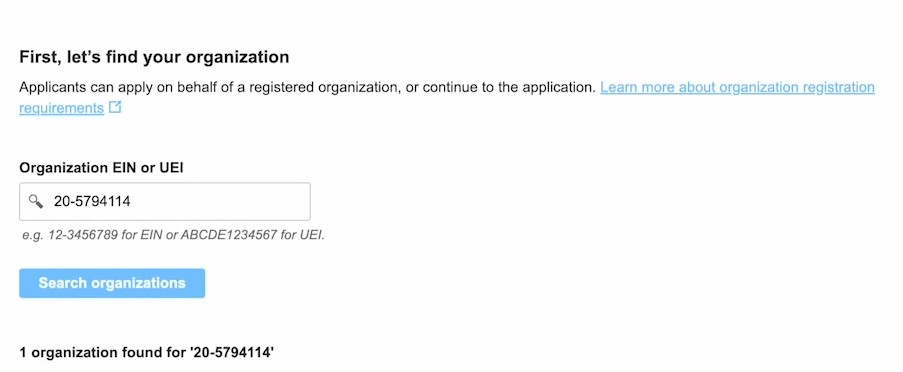 First, let’s find your organization
Applicants can apply on behalf of a registered organization, or continue to the application. Learn more about organization registration
requirements
Organization EIN or UEI
20-5794114
e.g. 12-3456789 for EIN or ABCDE1234567 for UEI.
Search organizations
1 organization found for '20-5794114'